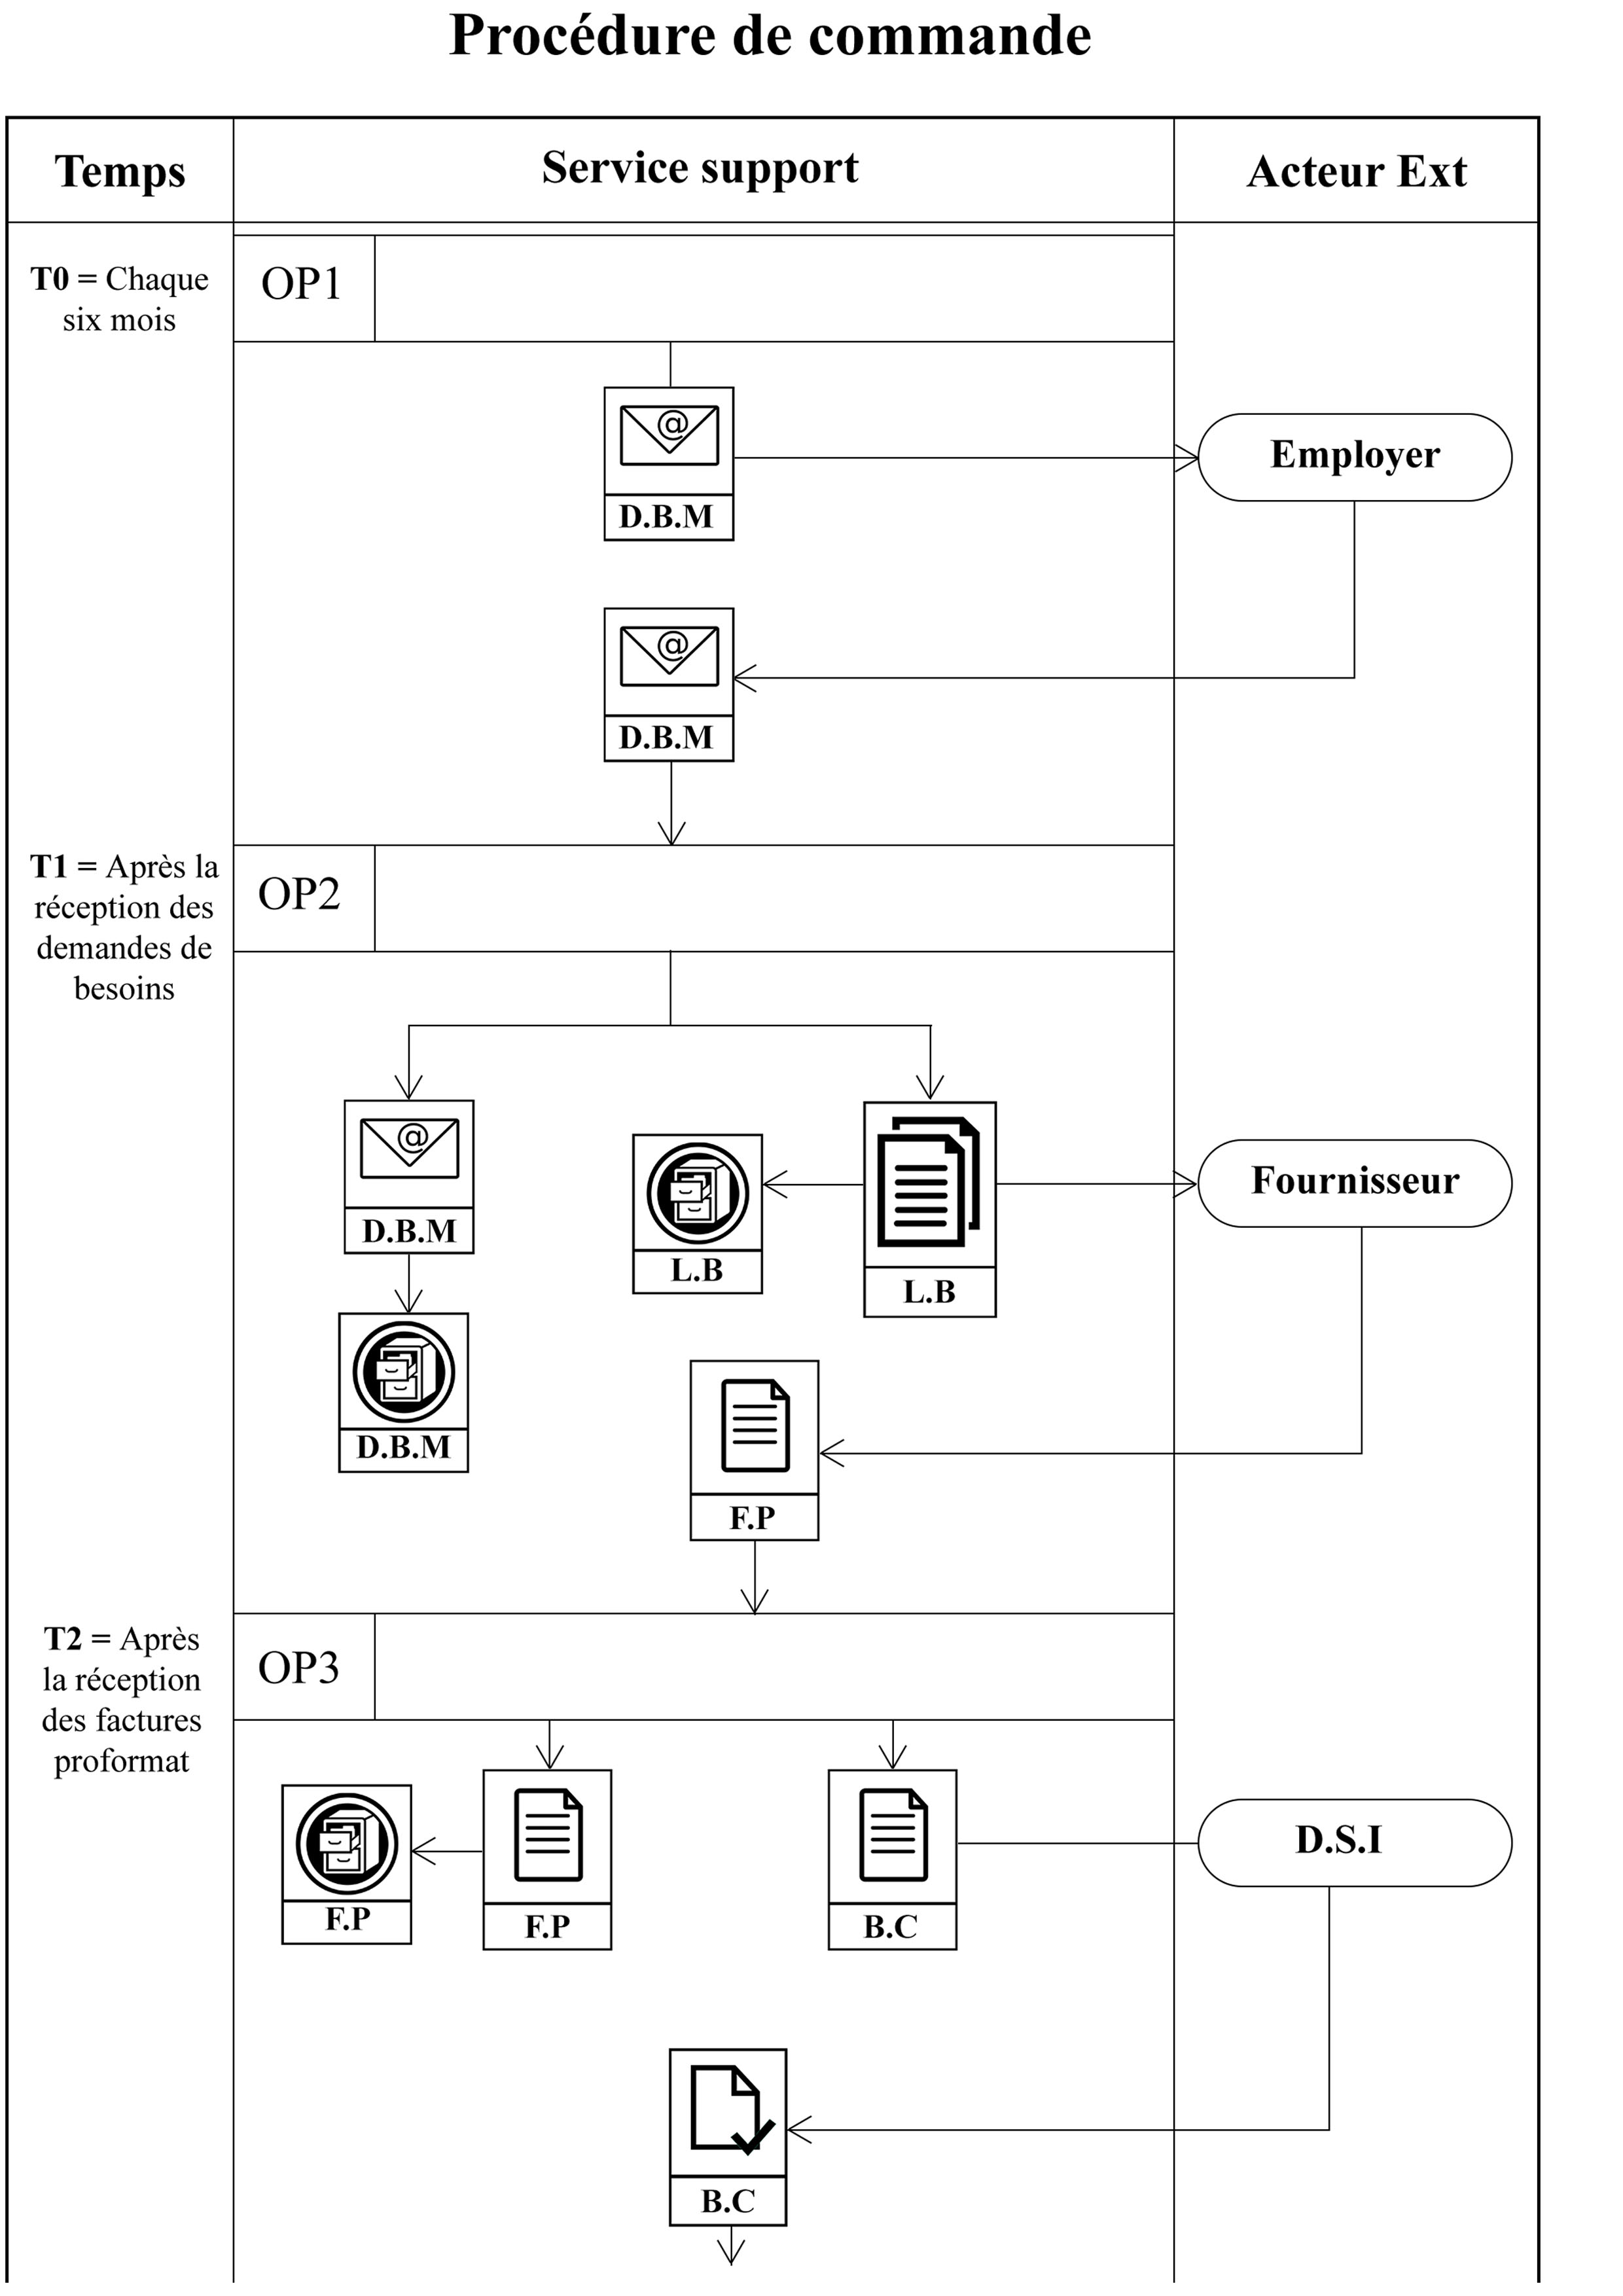 Procédure de commande
Temps
Service support
Acteur Ext
T0 = Chaque
six mois
OP1
@
D.B.M
Employer
@
D.B.M
T1 = Après la
réception des
demandes de
besoins
OP2
@
D.B.M
L.B
L.B
Fournisseur
D.B.M
F.P
T2 = Après
la réception
des factures
proformat
OP3
F.P
F.P
B.C
D.S.I
B.C